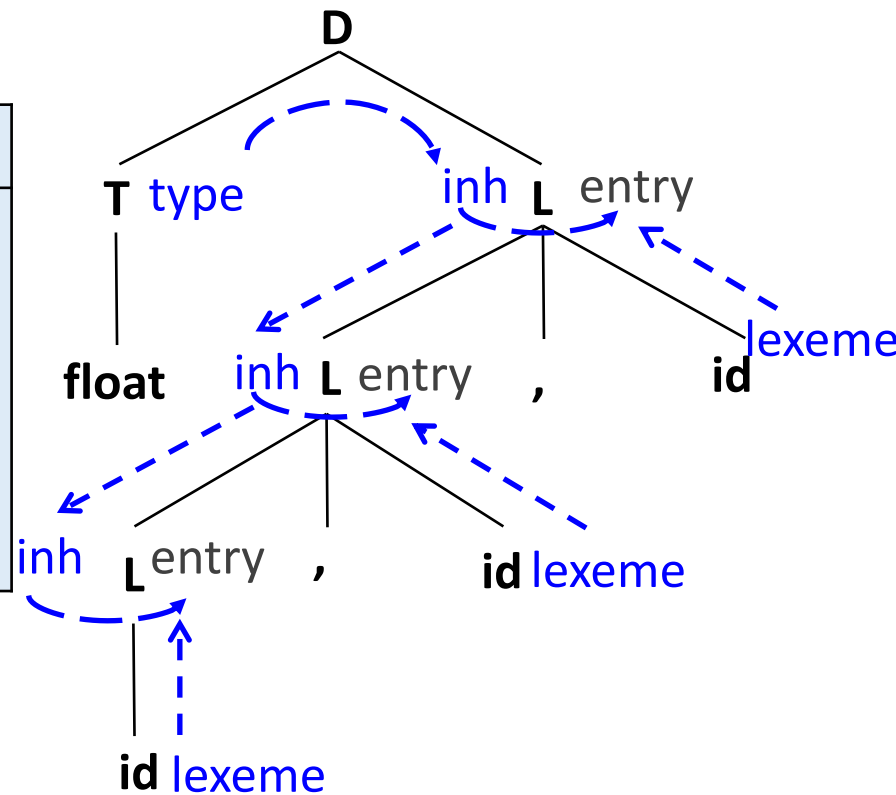 D
T type inh L entry
float inh L entry , id lexeme
inh L entry , id lexeme
id lexeme